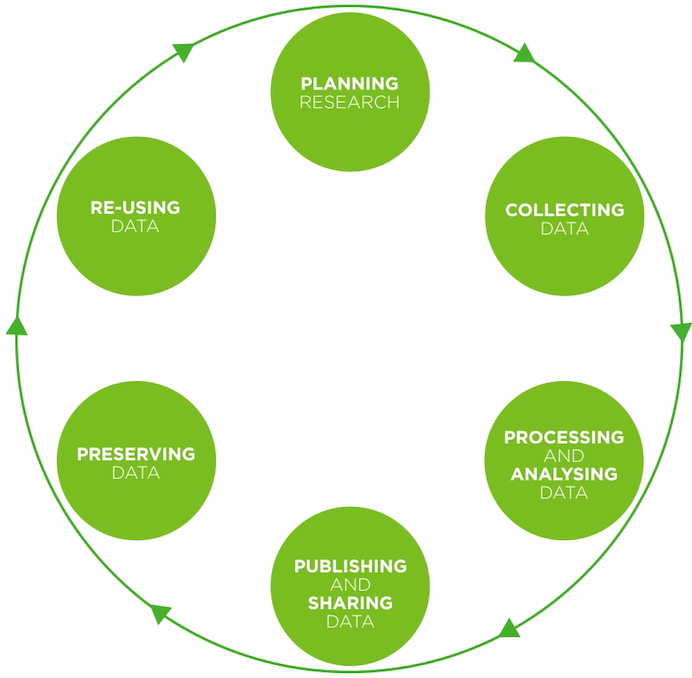 PLANNING
RESEARCH
COLLECTING
DATA
PROCESSING
AND
ANALYSING
DATA
PUBLISHING
AND
SHARING
DATA
PRESERVING
DATA
RE-USING
DATA